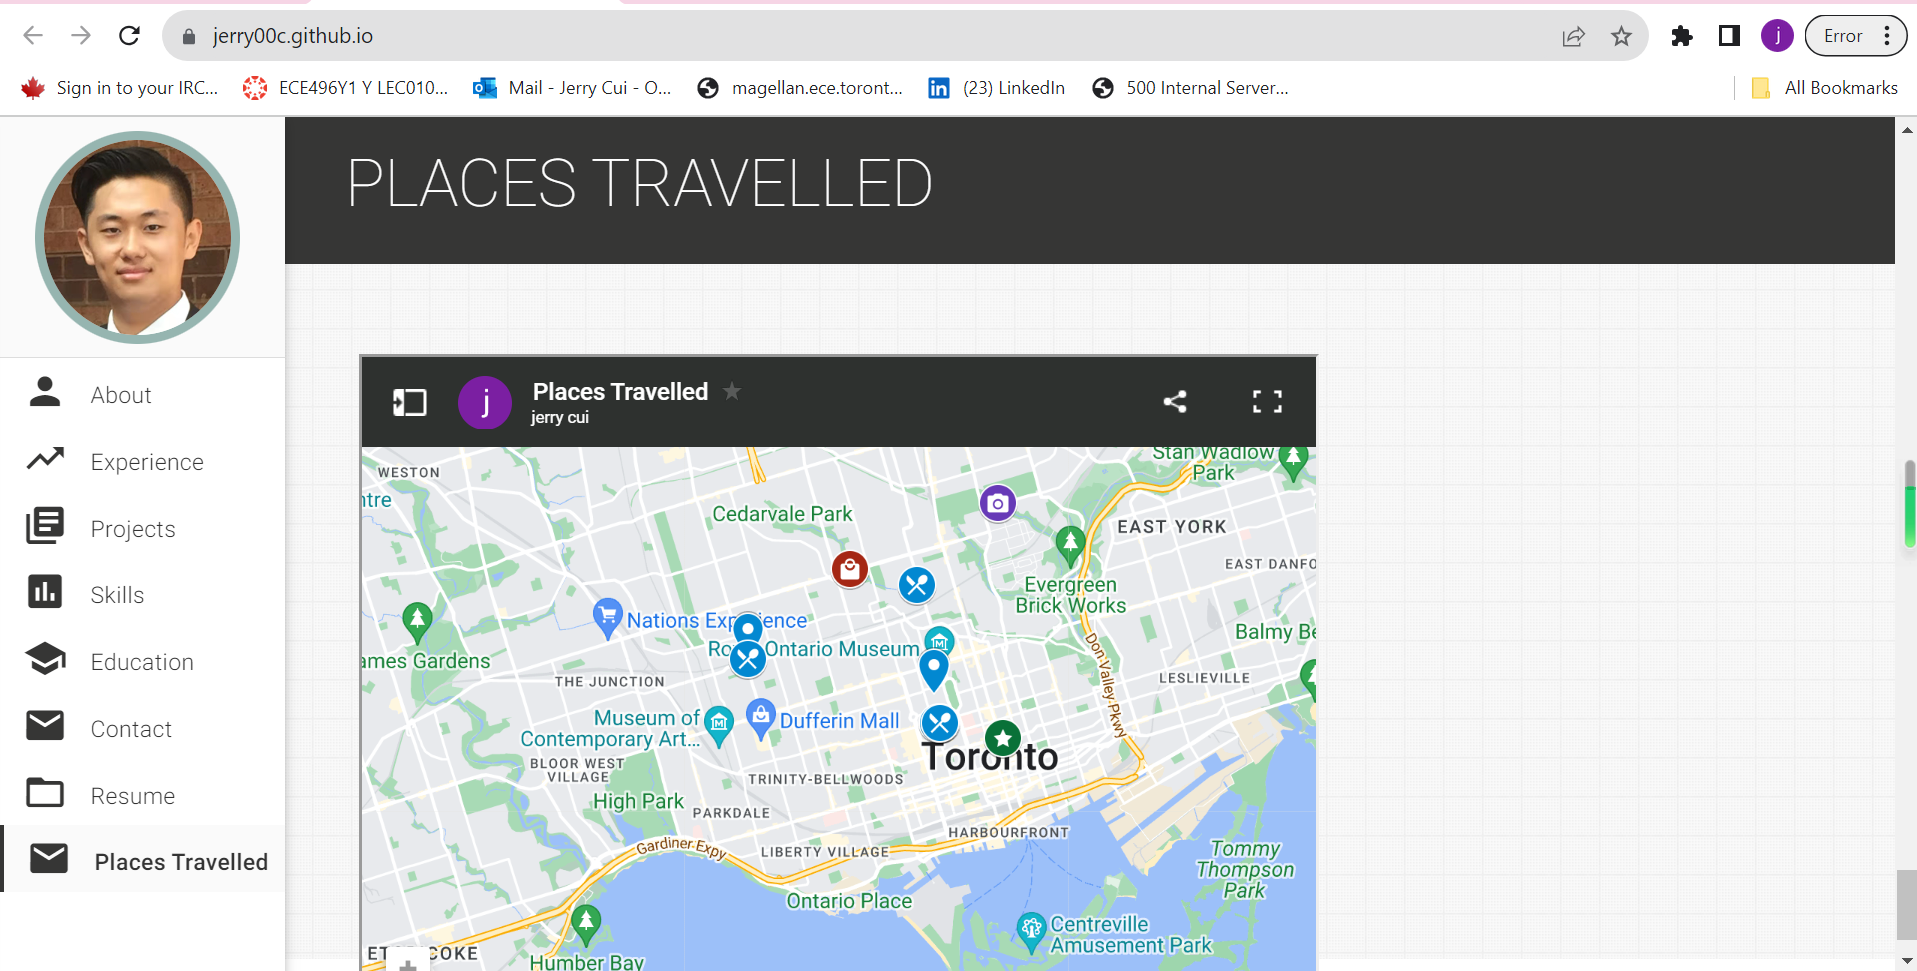 jerry00c.github.io
j
Error
Sign in to your IRC...
ECE496Y1 Y LEC010...
Mail - Jerry Cui - O...
magellan.ece.toront...
(23) LinkedIn
500 Internal Server...
All Bookmarks
PLACES TRAVELLED
About
Experience
Projects
Skills
Education
Contact
Resume
Places Travelled
j
Places Travelled
jerry cui
WESTON
Stan Wadlow
Park
ntre
Cedarvale Park
EAST YORK
EAST DANFO
Evergreen
Brick Works
Nations Experience
Balmy Be
Royal Ontario Museum
ames Gardens
THE JUNCTION
Don Valley Pkwy
LESLIEVILLE
Museum of
Contemporary Art...
Dufferin Mall
Toronto
BLOOR WEST
VILLAGE
TRINITY-BELLWOODS
High Park
PARKDALE
HARBOURFRONT
Gardiner Expy
LIBERTY VILLAGE
Tommy
Thompson
Park
Ontario Place
Centreville
Amusement Park
ETOBICOKE
Humber Bay